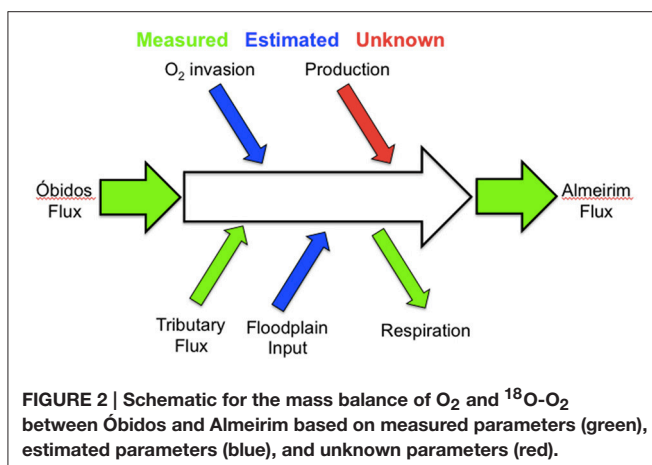 Measured Estimated Unknown
O₂ invasion Production
Óbidos Flux
Almeirim Flux
Tributary Flux
Floodplain Input
Respiration
FIGURE 2 | Schematic for the mass balance of O₂ and ¹⁸O-O₂
between Óbidos and Almeirim based on measured parameters (green),
estimated parameters (blue), and unknown parameters (red).